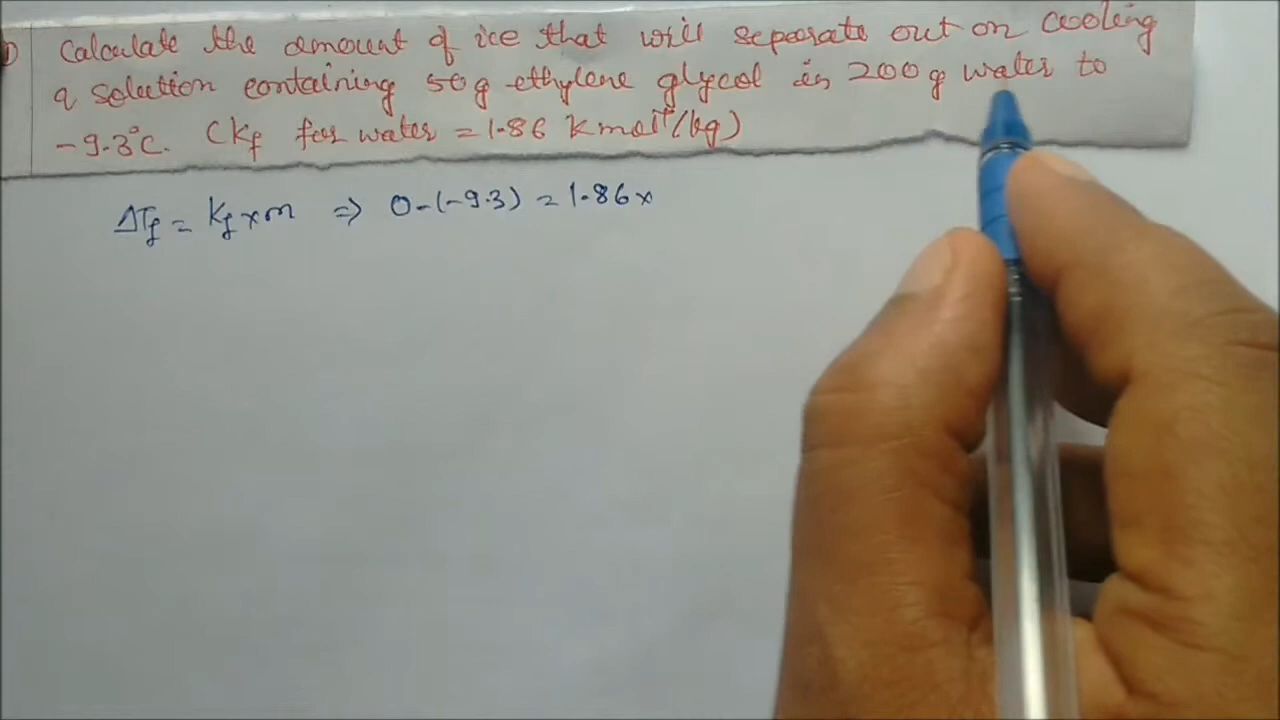 Calculate the amount of ice that will seperate out on cooling
a solution containing 50g ethylene glycol in 200g water to
-9.3°C. (Kf for water = 1.86 K mol⁻¹/kg)
ΔTf = Kf × m ⇒ 0-(-9.3) = 1.86 ×